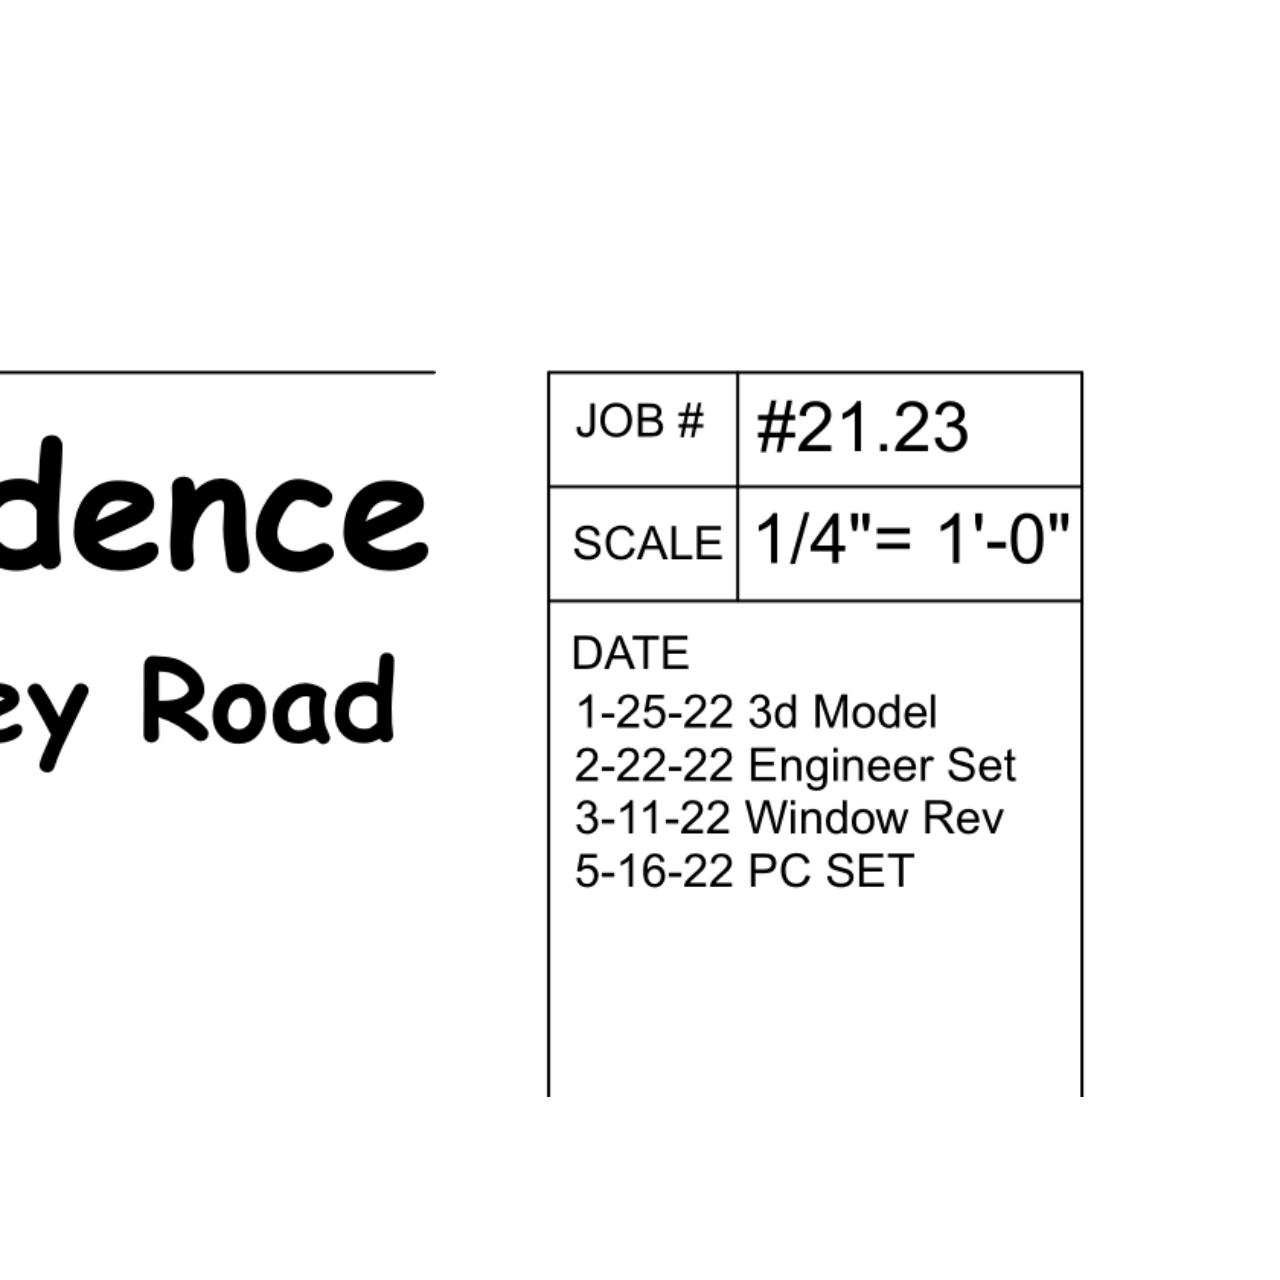 dence
ey Road
JOB # #21.23
SCALE 1/4"= 1'-0"
DATE
1-25-22 3d Model
2-22-22 Engineer Set
3-11-22 Window Rev
5-16-22 PC SET